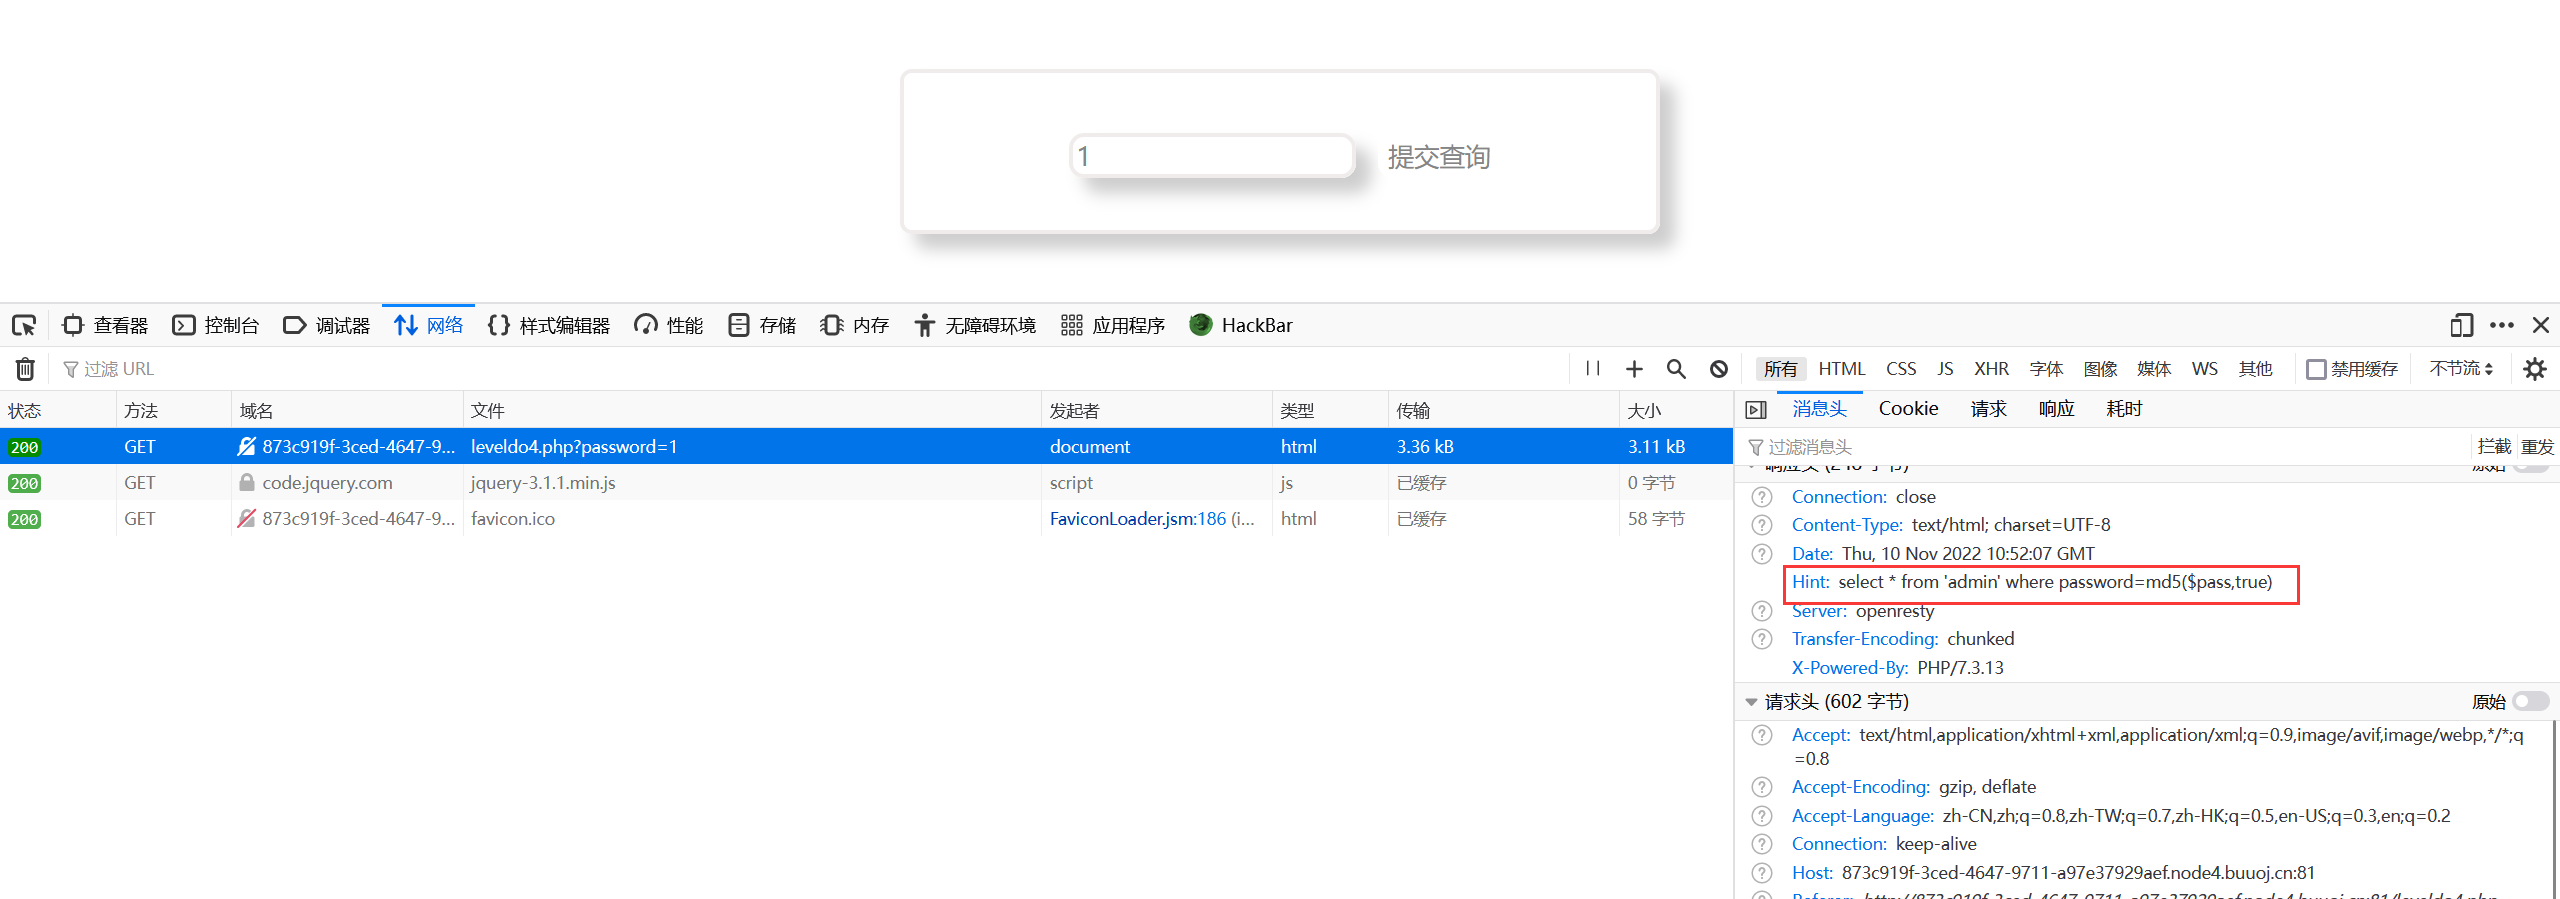 1
提交查询
查看器 控制台 调试器 网络 样式编辑器 性能 存储 内存 无障碍环境 应用程序 HackBar
过滤 URL
所有 HTML CSS JS XHR 字体 图像 媒体 WS 其他 禁用缓存 不节流
状态 方法 域名 文件 发起者 类型 传输 大小
200 GET 873c919f-3ced-4647-9... leveldo4.php?password=1 document html 3.36 kB 3.11 kB
200 GET code.jquery.com jquery-3.1.1.min.js script js 已缓存 0 字节
200 GET 873c919f-3ced-4647-9... favicon.ico FaviconLoader.jsm:186 (i... html 已缓存 58 字节
消息头 Cookie 请求 响应 耗时
过滤消息头 拦截 重发
Connection: close
Content-Type: text/html; charset=UTF-8
Date: Thu, 10 Nov 2022 10:52:07 GMT
Hint: select * from 'admin' where password=md5($pass,true)
Server: openresty
Transfer-Encoding: chunked
X-Powered-By: PHP/7.3.13
请求头 (602 字节) 原始
Accept: text/html,application/xhtml+xml,application/xml;q=0.9,image/avif,image/webp,*/*;q
=0.8
Accept-Encoding: gzip, deflate
Accept-Language: zh-CN,zh;q=0.8,zh-TW;q=0.7,zh-HK;q=0.5,en-US;q=0.3,en;q=0.2
Connection: keep-alive
Host: 873c919f-3ced-4647-9711-a97e37929aef.node4.buuoj.cn:81